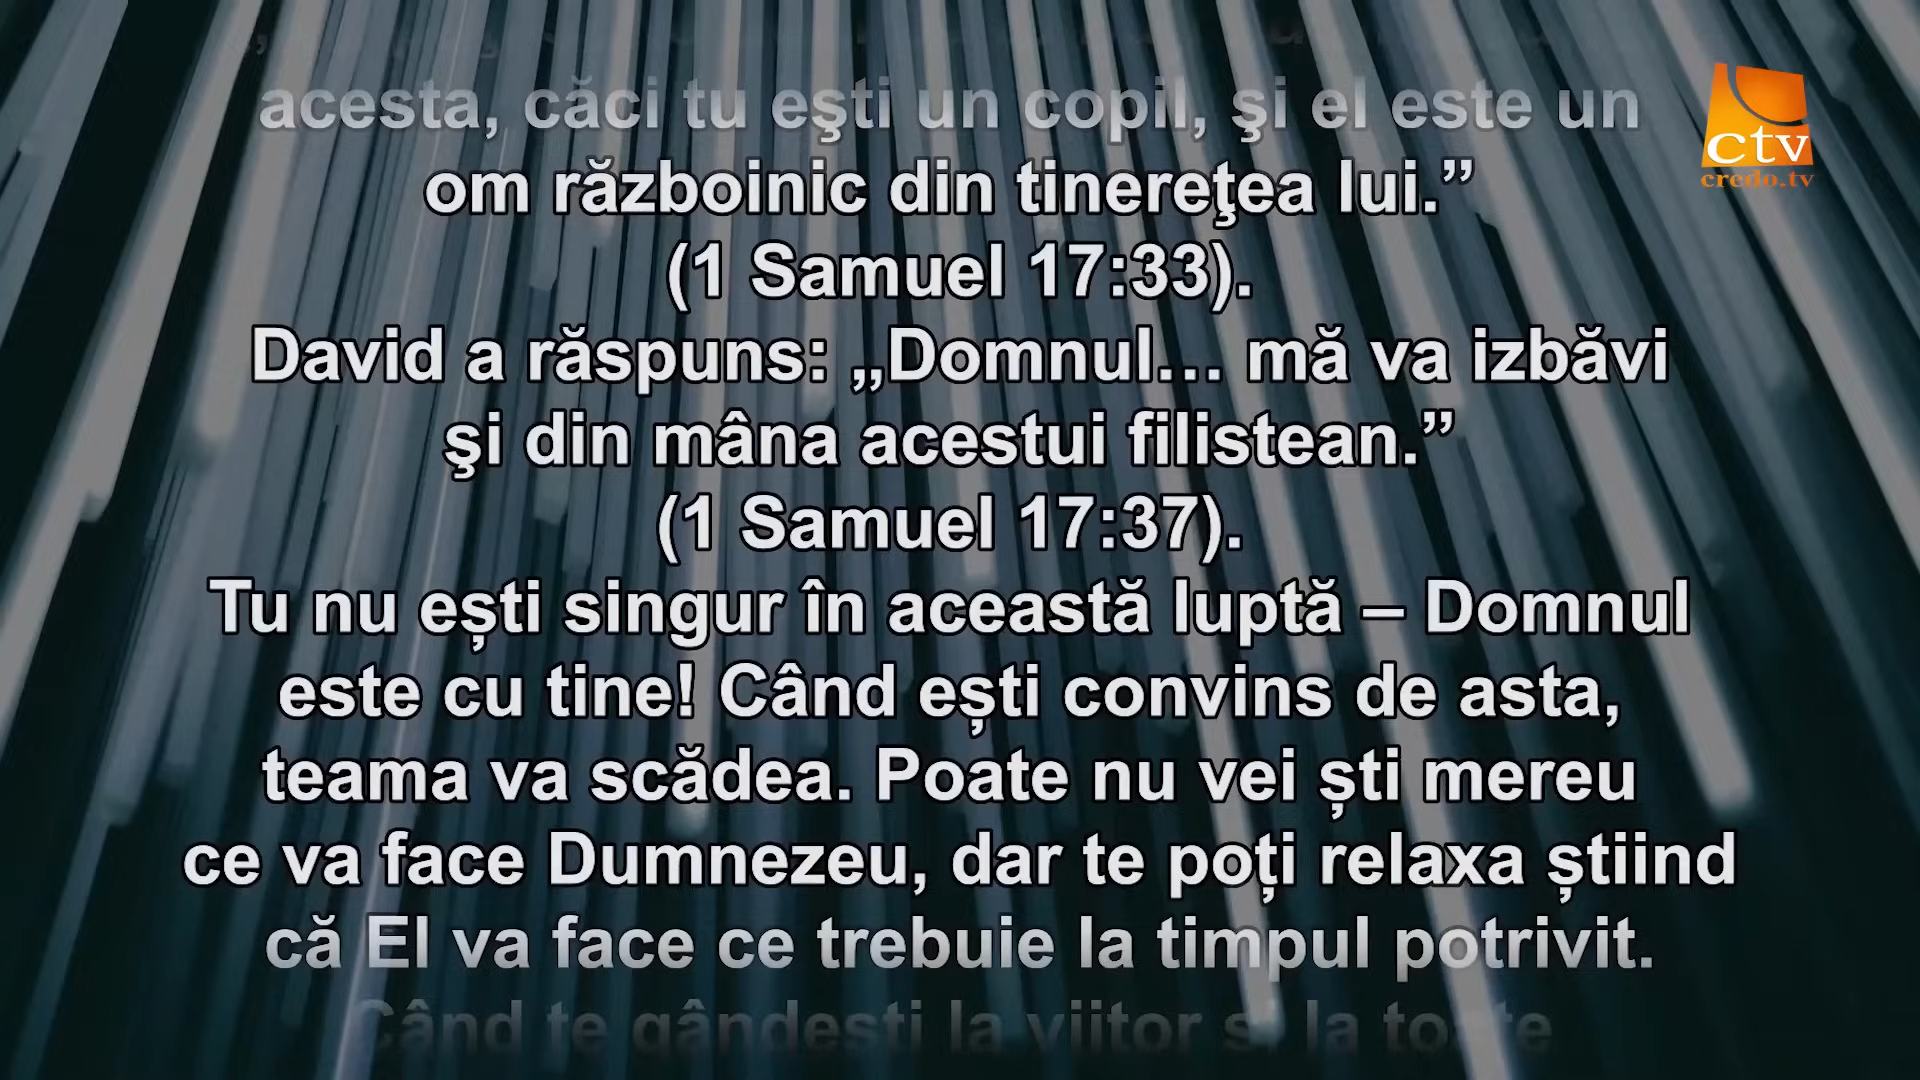 acesta, căci tu eşti un copil, şi el este un
om războinic din tinereţea lui.”
(1 Samuel 17:33).
David a răspuns: „Domnul… mă va izbăvi
şi din mâna acestui filistean.”
(1 Samuel 17:37).
Tu nu ești singur în această luptă – Domnul
este cu tine! Când ești convins de asta,
teama va scădea. Poate nu vei ști mereu
ce va face Dumnezeu, dar te poți relaxa știind
că El va face ce trebuie la timpul potrivit.
Când te gândești la viitor și la toate
ctv
credo.tv